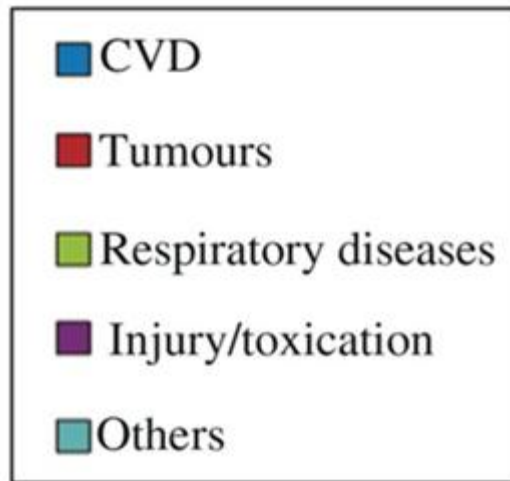 CVD
Tumours
Respiratory diseases
Injury/toxication
Others